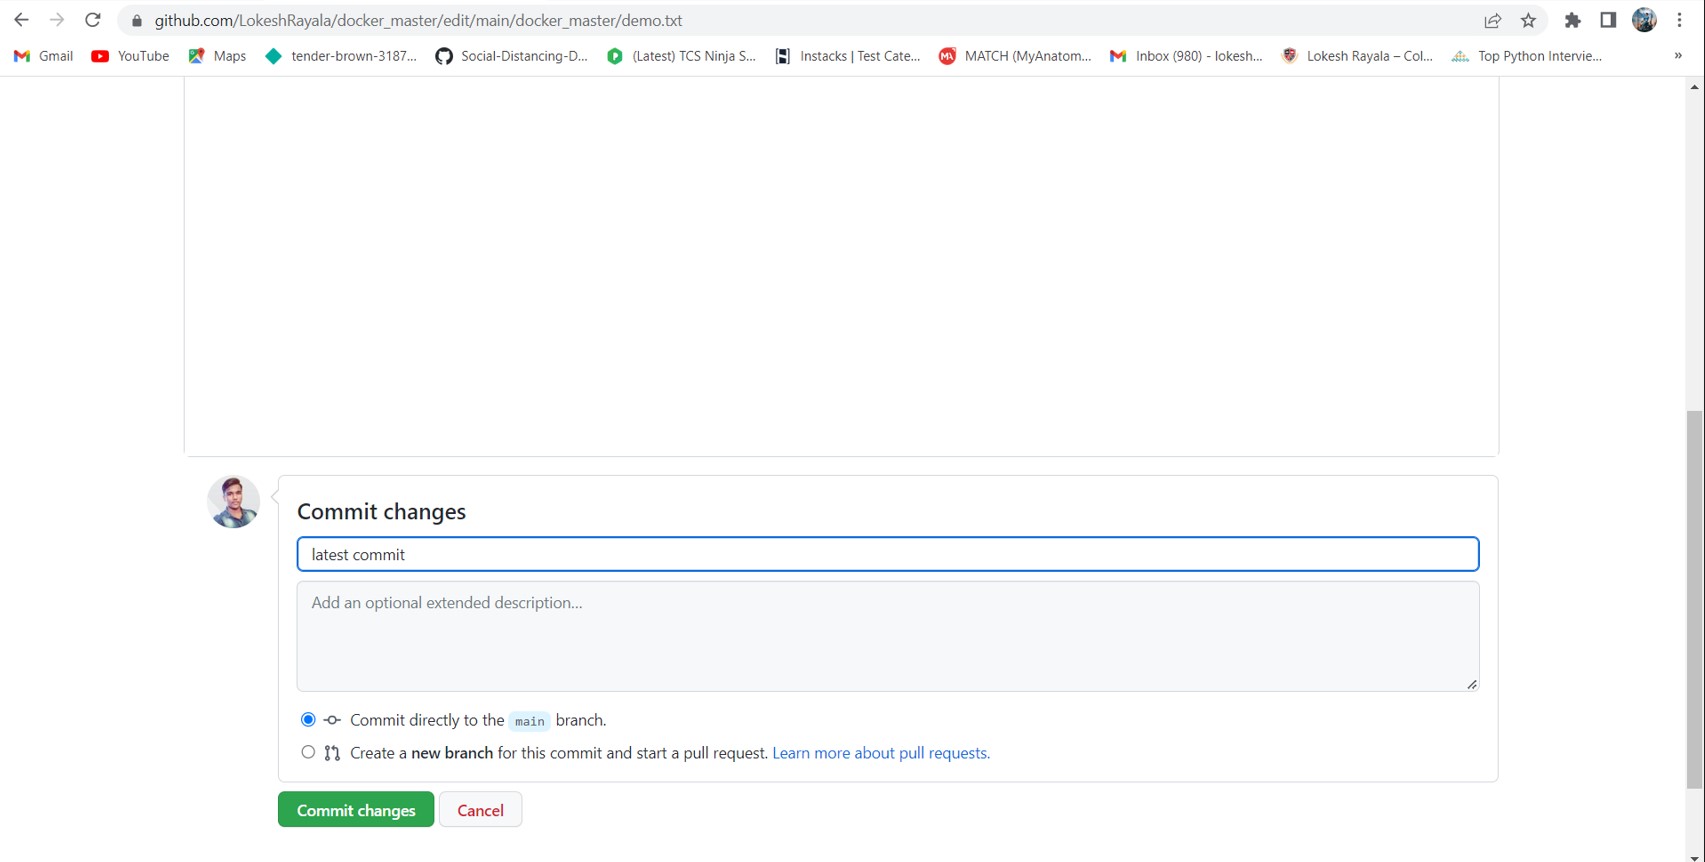 github.com/LokeshRayala/docker_master/edit/main/docker_master/demo.txt
Gmail YouTube Maps tender-brown-3187... Social-Distancing-D... (Latest) TCS Ninja S... Instacks | Test Cate... MA MATCH (MyAnatom... Inbox (980) - lokesh... Lokesh Rayala – Col... Top Python Intervie... »
Commit changes
latest commit
Add an optional extended description...
Commit directly to the main branch.
Create a new branch for this commit and start a pull request. Learn more about pull requests.
Commit changes Cancel